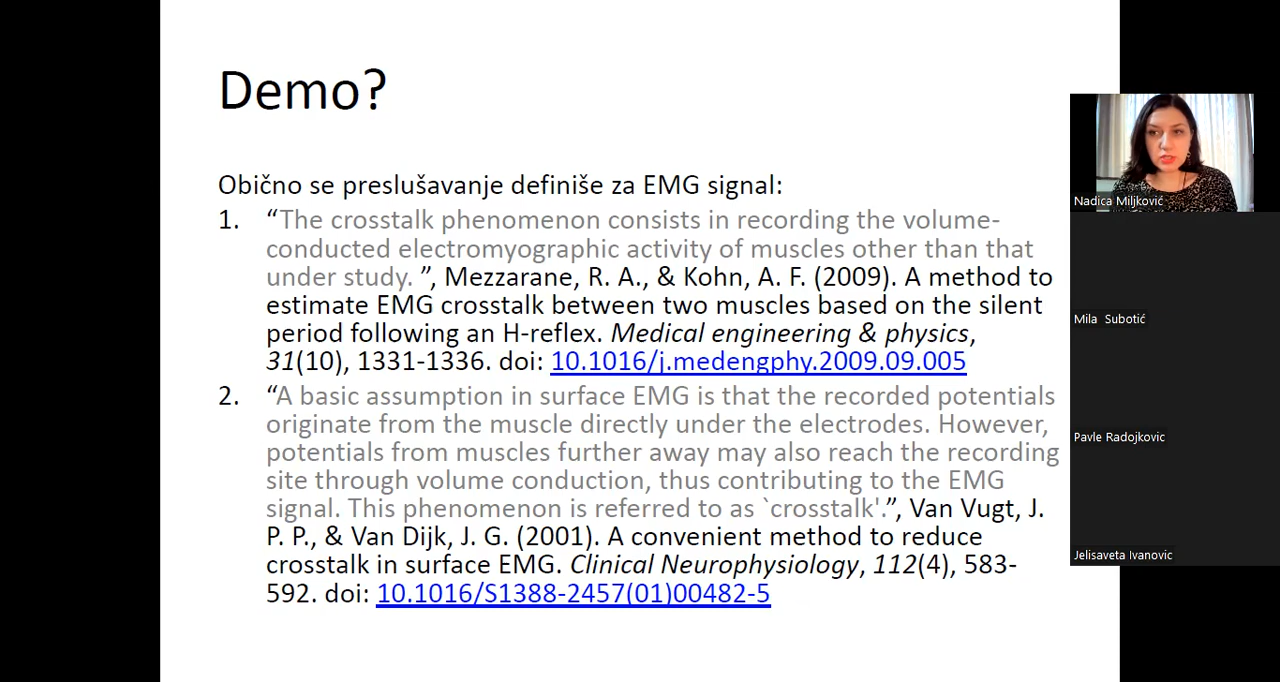 Demo?
Obično se preslušavanje definiše za EMG signal:
1. “The crosstalk phenomenon consists in recording the volume-
conducted electromyographic activity of muscles other than that
under study. ”, Mezzarane, R. A., & Kohn, A. F. (2009). A method to
estimate EMG crosstalk between two muscles based on the silent
period following an H-reflex. Medical engineering & physics,
31(10), 1331-1336. doi: 10.1016/j.medengphy.2009.09.005
2. “A basic assumption in surface EMG is that the recorded potentials
originate from the muscle directly under the electrodes. However,
potentials from muscles further away may also reach the recording
site through volume conduction, thus contributing to the EMG
signal. This phenomenon is referred to as `crosstalk'.”, Van Vugt, J.
P. P., & Van Dijk, J. G. (2001). A convenient method to reduce
crosstalk in surface EMG. Clinical Neurophysiology, 112(4), 583-
592. doi: 10.1016/S1388-2457(01)00482-5
Nadica Miljković
Mila Subotić
Pavle Radojkovic
Jelisaveta Ivanovic